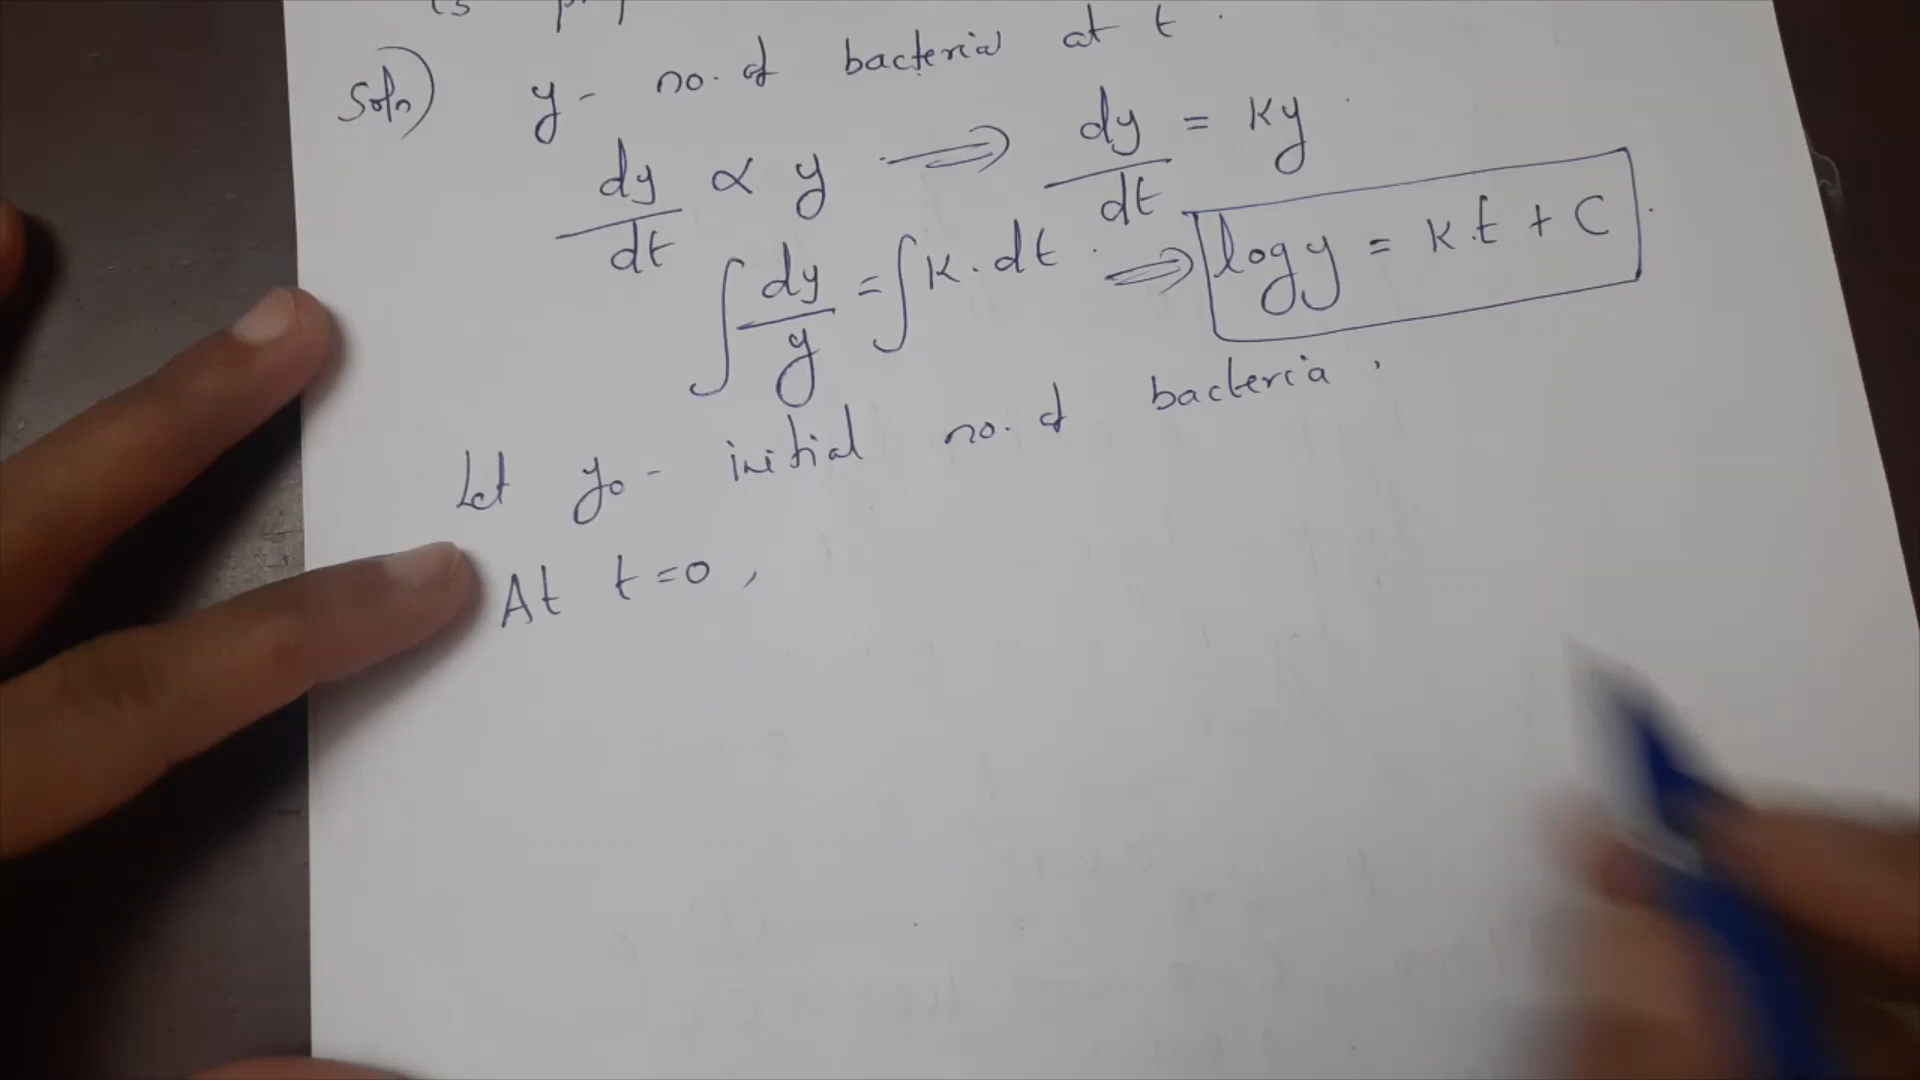 is
Soln) y - no. of bacteria at t.
dy/dt ∝ y ⟹ dy/dt = ky.
∫ dy/y = ∫ k. dt. ⟹ log y = k.t + C.
Let y₀ - initial no. of bacteria.
At t = 0,